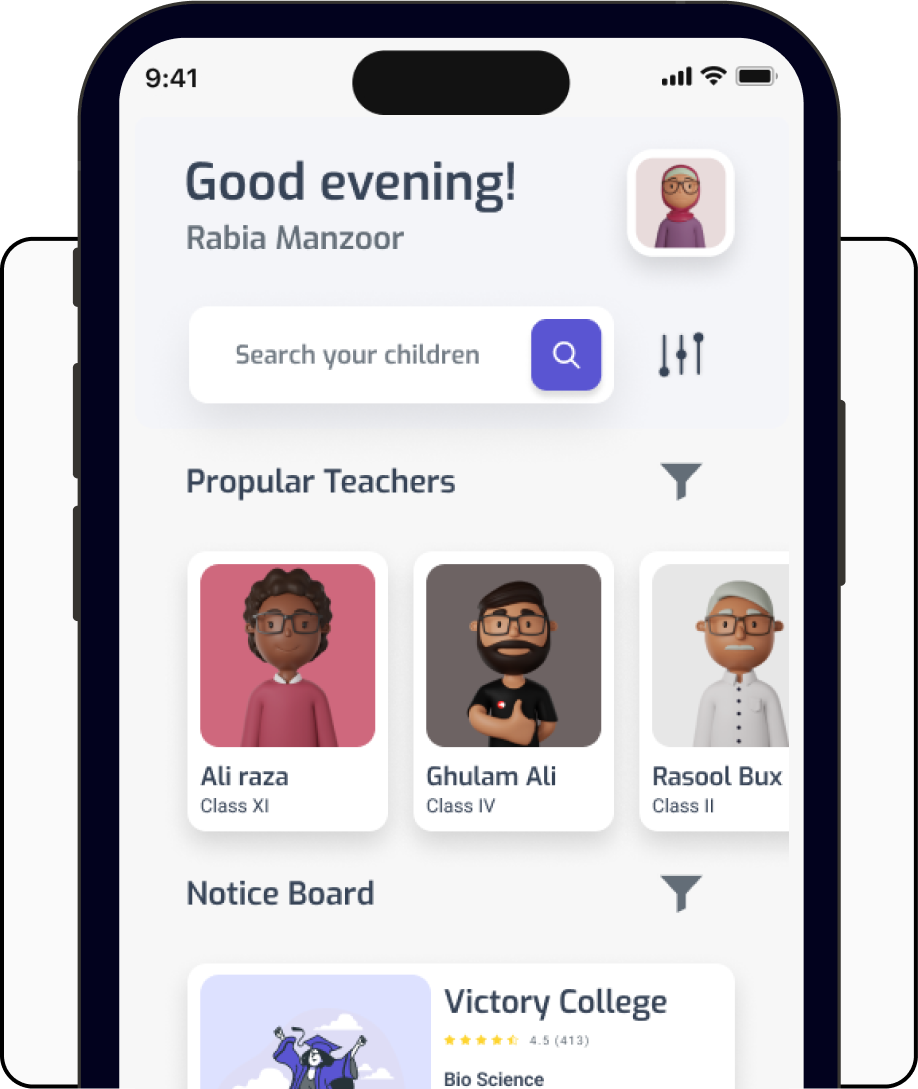 9:41
Good evening!
Rabia Manzoor
Search your children
Propular Teachers
Ali raza
Class XI
Ghulam Ali
Class IV
Rasool Bux
Class II
Notice Board
Victory College
4.5 (413)
Bio Science